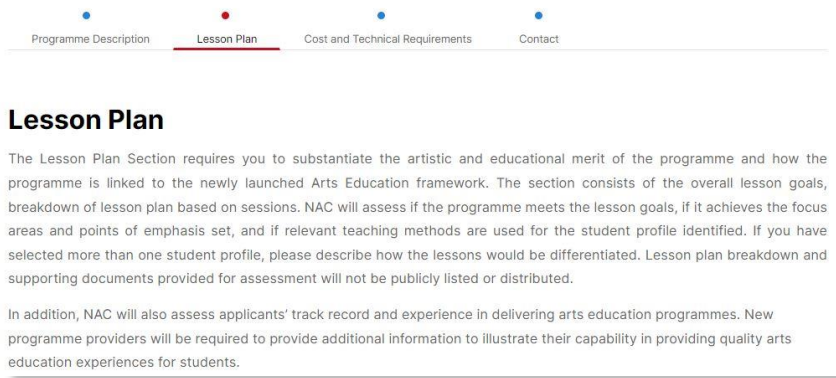 Programme Description Lesson Plan Cost and Technical Requirements Contact
Lesson Plan
The Lesson Plan Section requires you to substantiate the artistic and educational merit of the programme and how the
programme is linked to the newly launched Arts Education framework. The section consists of the overall lesson goals,
breakdown of lesson plan based on sessions. NAC will assess if the programme meets the lesson goals, if it achieves the focus
areas and points of emphasis set, and if relevant teaching methods are used for the student profile identified. If you have
selected more than one student profile, please describe how the lessons would be differentiated. Lesson plan breakdown and
supporting documents provided for assessment will not be publicly listed or distributed.
In addition, NAC will also assess applicants’ track record and experience in delivering arts education programmes. New
programme providers will be required to provide additional information to illustrate their capability in providing quality arts
education experiences for students.